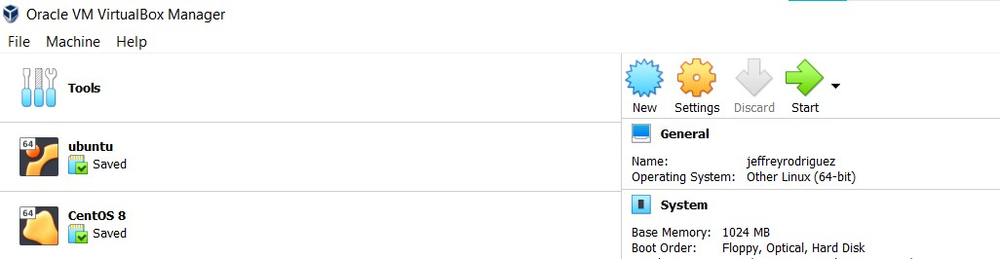 Oracle VM VirtualBox Manager
File Machine Help
Tools
64
ubuntu
Saved
64
CentOS 8
Saved
New Settings Discard Start
General
Name: jeffreyrodriguez
Operating System: Other Linux (64-bit)
System
Base Memory: 1024 MB
Boot Order: Floppy, Optical, Hard Disk